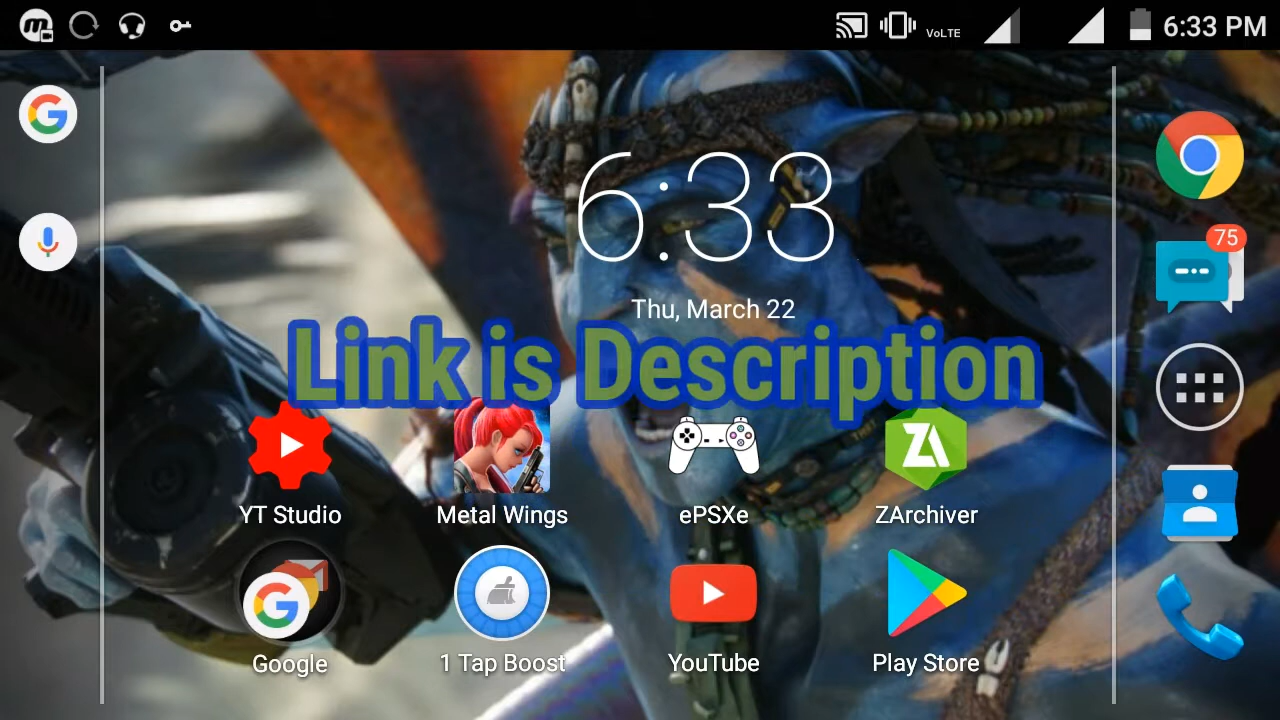 VoLTE 6:33 PM
75
6:33
Thu, March 22
Link is Description
YT Studio Metal Wings ePSXe ZArchiver
Google 1 Tap Boost YouTube Play Store